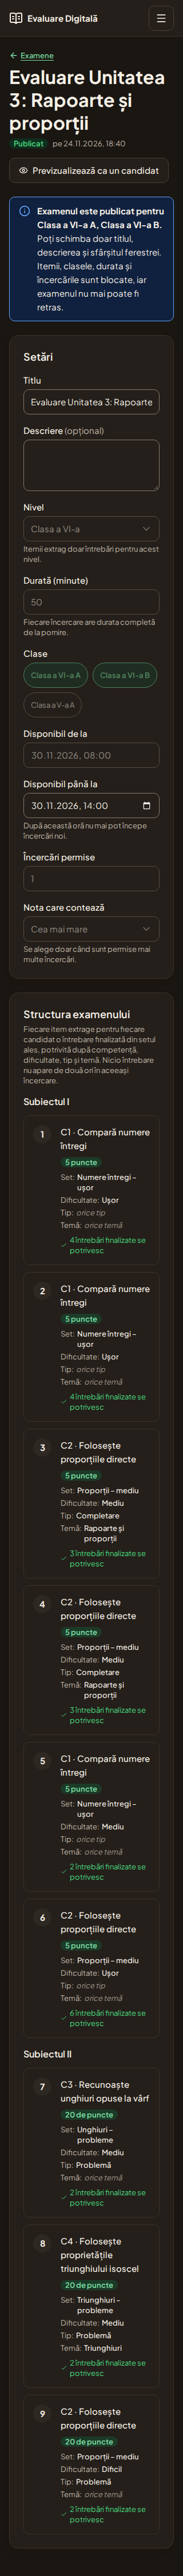 Evaluare Digitală
Examene
Evaluare Unitatea
3: Rapoarte și
proporții
Publicat pe 24.11.2026, 18:40
Previzualizează ca un candidat
Examenul este publicat pentru
Clasa a VI-a A, Clasa a VI-a B.
Poți schimba doar titlul,
descrierea și sfârșitul ferestrei.
Itemii, clasele, durata și
încercările sunt blocate, iar
examenul nu mai poate fi
retras.
Setări
Titlu
Evaluare Unitatea 3: Rapoarte
Descriere (opțional)
Nivel
Clasa a VI-a
Itemii extrag doar întrebări pentru acest
nivel.
Durată (minute)
50
Fiecare încercare are durata completă
de la pornire.
Clase
Clasa a VI-a A
Clasa a VI-a B
Clasa a V-a A
Disponibil de la
30.11.2026, 08:00
Disponibil până la
30.11.2026, 14:00
După această oră nu mai pot începe
încercări noi.
Încercări permise
1
Nota care contează
Cea mai mare
Se alege doar când sunt permise mai
multe încercări.
Structura examenului
Fiecare item extrage pentru fiecare
candidat o întrebare finalizată din setul
ales, potrivită după competență,
dificultate, tip și temă. Nicio întrebare
nu apare de două ori în aceeași
încercare.
Subiectul I
1
C1 · Compară numere
întregi
5 puncte
Set: Numere întregi –
ușor
Dificultate: Ușor
Tip: orice tip
Temă: orice temă
4 întrebări finalizate se
potrivesc
2
C1 · Compară numere
întregi
5 puncte
Set: Numere întregi –
ușor
Dificultate: Ușor
Tip: orice tip
Temă: orice temă
4 întrebări finalizate se
potrivesc
3
C2 · Folosește
proporțiile directe
5 puncte
Set: Proporții – mediu
Dificultate: Mediu
Tip: Completare
Temă: Rapoarte și
proporții
3 întrebări finalizate se
potrivesc
4
C2 · Folosește
proporțiile directe
5 puncte
Set: Proporții – mediu
Dificultate: Mediu
Tip: Completare
Temă: Rapoarte și
proporții
3 întrebări finalizate se
potrivesc
5
C1 · Compară numere
întregi
5 puncte
Set: Numere întregi –
ușor
Dificultate: Mediu
Tip: orice tip
Temă: orice temă
2 întrebări finalizate se
potrivesc
6
C2 · Folosește
proporțiile directe
5 puncte
Set: Proporții – mediu
Dificultate: Ușor
Tip: orice tip
Temă: orice temă
6 întrebări finalizate se
potrivesc
Subiectul II
7
C3 · Recunoaște
unghiuri opuse la vârf
20 de puncte
Set: Unghiuri –
probleme
Dificultate: Mediu
Tip: Problemă
Temă: orice temă
2 întrebări finalizate se
potrivesc
8
C4 · Folosește
proprietățile
triunghiului isoscel
20 de puncte
Set: Triunghiuri –
probleme
Dificultate: Mediu
Tip: Problemă
Temă: Triunghiuri
2 întrebări finalizate se
potrivesc
9
C2 · Folosește
proporțiile directe
20 de puncte
Set: Proporții – mediu
Dificultate: Dificil
Tip: Problemă
Temă: orice temă
2 întrebări finalizate se
potrivesc